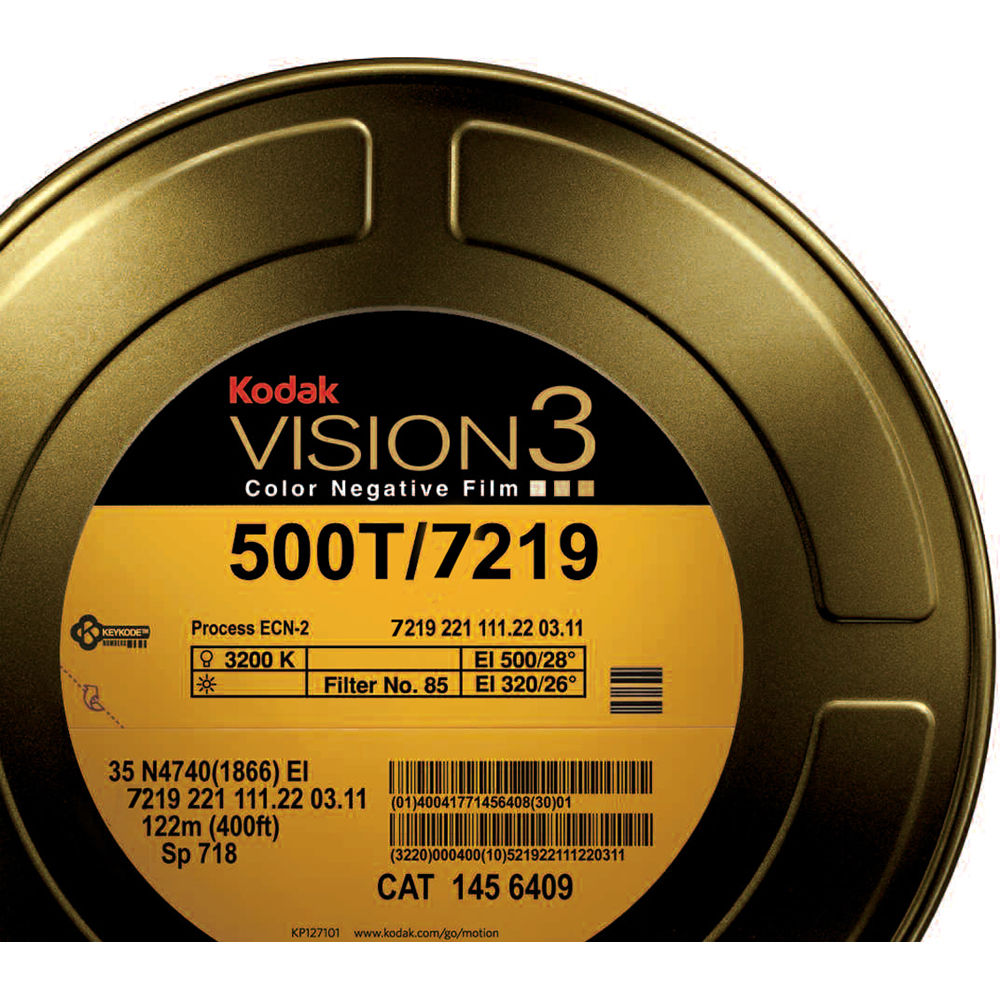 Kodak
VISION3
Color Negative Film
500T/7219
KEYKODE™
NUMBERS
Process ECN-2 7219 221 111.22 03.11
3200 K EI 500/28°
Filter No. 85 EI 320/26°
35 N4740(1866) EI
7219 221 111.22 03.11
122m (400ft)
Sp 718
(01)40041771456408(30)01
(3220)000400(10)521922111220311
CAT 145 6409
KP127101 www.kodak.com/go/motion